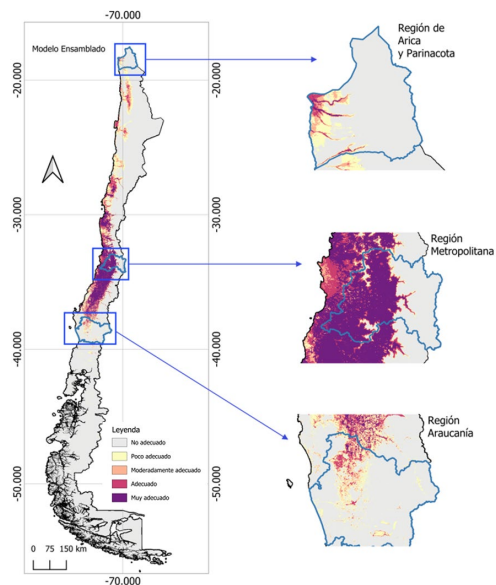 -70.000
Modelo Ensamblado
-20.000
-20.000
-30.000
-30.000
-40.000
-40.000
-50.000
-50.000
Leyenda
No adecuado
Poco adecuado
Moderadamente adecuado
Adecuado
Muy adecuado
0 75 150 km
-70.000
Región de
Arica
y Parinacota
Región
Metropolitana
Región
Araucanía